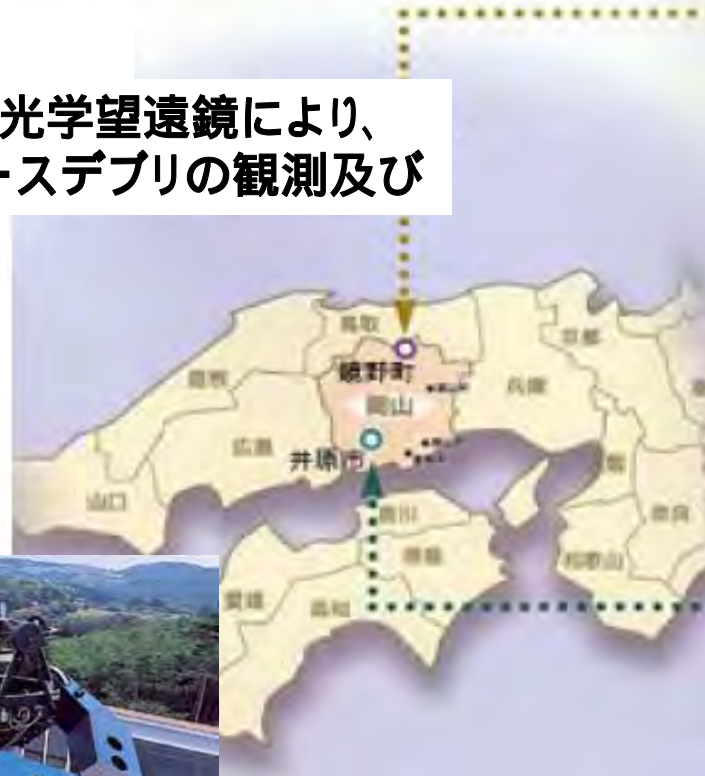 光学望遠鏡により、
ースデブリの観測及び
鳥取
京都
鏡野町
島根
兵庫
岡山
広島
井原市
山口
香川
奈良
徳島
和歌山
愛媛
高知